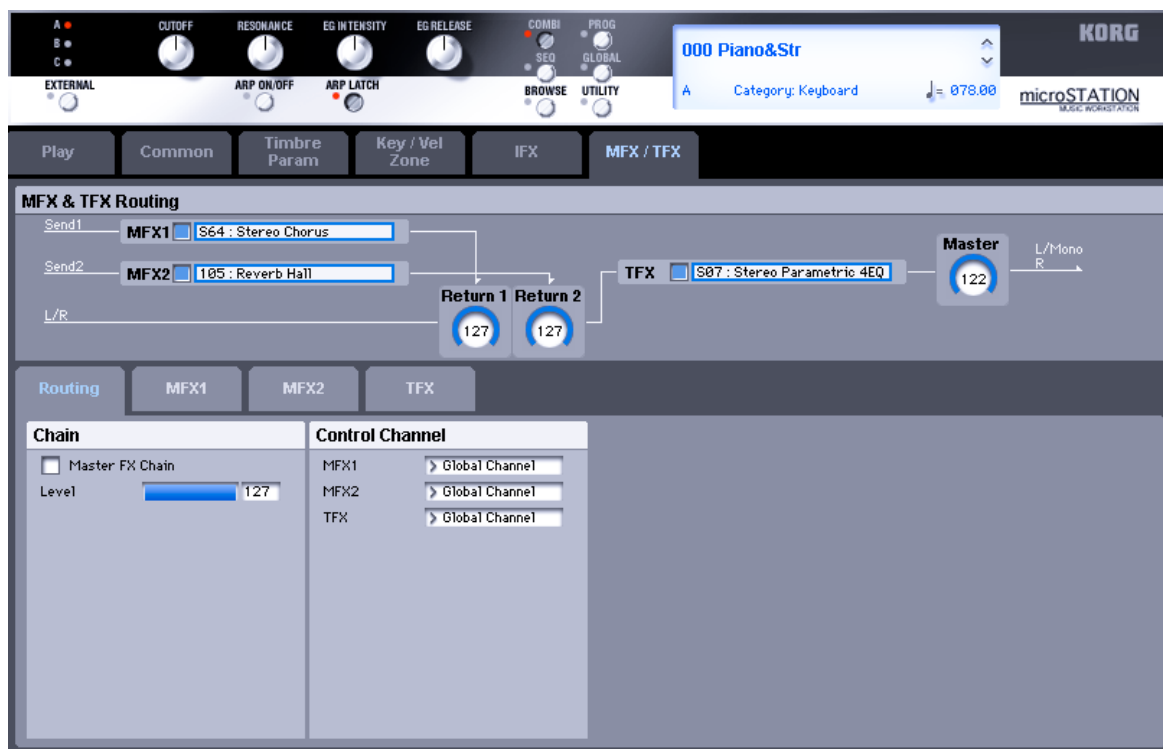 A
B
C
CUTOFF RESONANCE EG INTENSITY EG RELEASE
COMBI PROG
SEQ GLOBAL
EXTERNAL ARP ON/OFF ARP LATCH
BROWSE UTILITY
000 Piano&Str
A Category: Keyboard ♩= 078.00
KORG
microSTATION
MUSIC WORKSTATION
Play Common Timbre Param Key / Vel Zone IFX MFX / TFX
MFX & TFX Routing
Send1 MFX1 S64 : Stereo Chorus
Send2 MFX2 105 : Reverb Hall
L/R
Return 1 Return 2
127 127
TFX S07 : Stereo Parametric 4EQ
Master
122
L/Mono
R
Routing MFX1 MFX2 TFX
Chain
Master FX Chain
Level 127
Control Channel
MFX1 > Global Channel
MFX2 > Global Channel
TFX > Global Channel